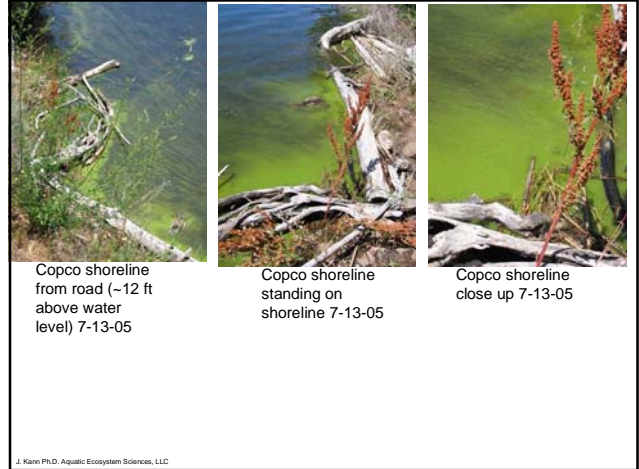 Copco shoreline
from road (~12 ft
above water
level) 7-13-05
Copco shoreline
standing on
shoreline 7-13-05
Copco shoreline
close up 7-13-05
J. Kann Ph.D. Aquatic Ecosystem Sciences, LLC